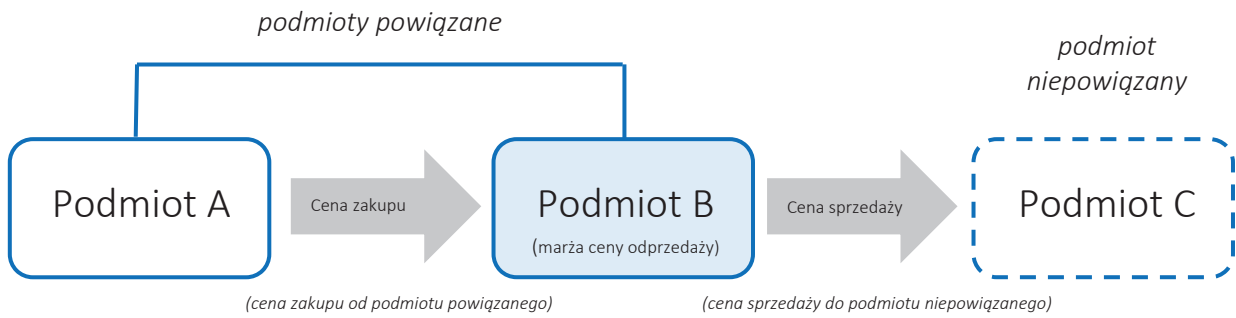 podmioty powiązane
podmiot
niepowiązany
Podmiot A
Cena zakupu
Podmiot B
(marża ceny odprzedaży)
Cena sprzedaży
Podmiot C
(cena zakupu od podmiotu powiązanego)
(cena sprzedaży do podmiotu niepowiązanego)